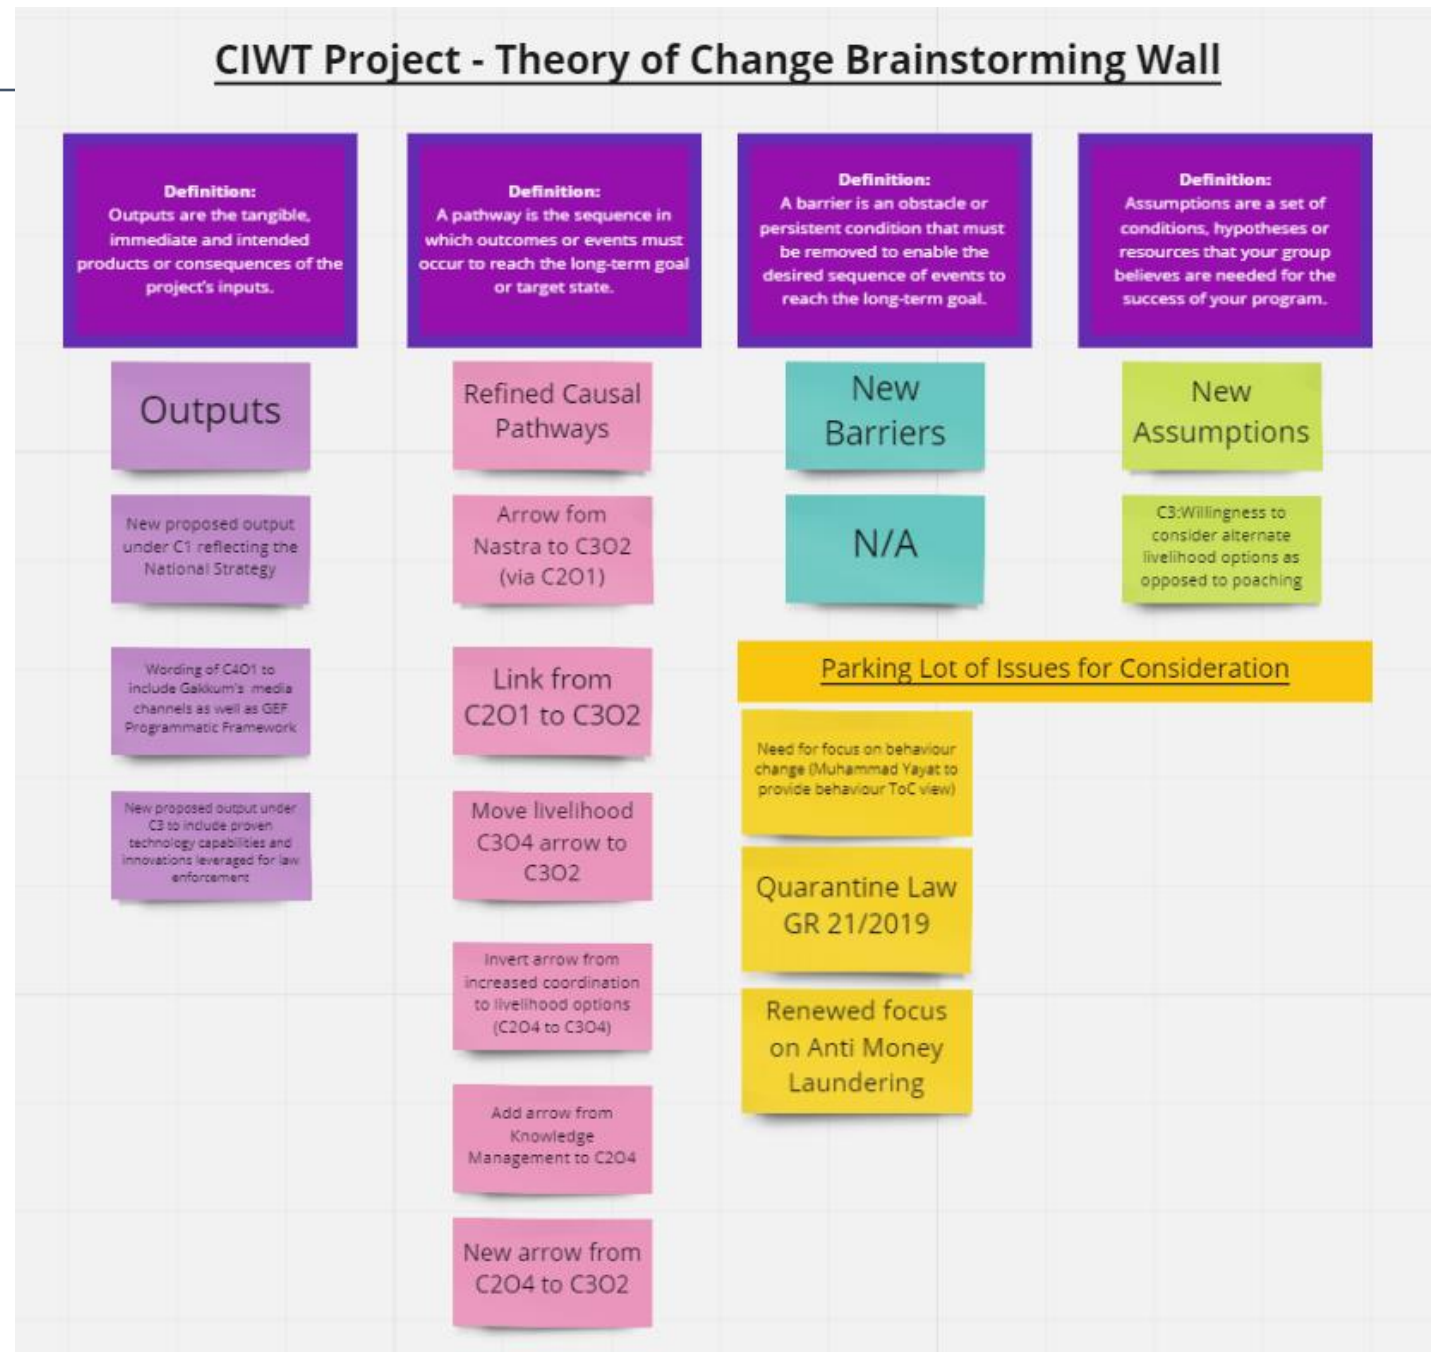 CIWT Project - Theory of Change Brainstorming Wall
Definition:
Outputs are the tangible,
immediate and intended
products or consequences of the
project's inputs.
Definition:
A pathway is the sequence in
which outcomes or events must
occur to reach the long-term goal
or target state.
Definition:
A barrier is an obstacle or
persistent condition that must
be removed to enable the
desired sequence of events to
reach the long-term goal.
Definition:
Assumptions are a set of
conditions, hypotheses or
resources that your group
believes are needed for the
success of your program.
Outputs
New proposed output
under C1 reflecting the
National Strategy
Wording of C4O1 to
include Gakkum's media
channels as well as GEF
Programmatic Framework
New proposed output under
C3 to include proven
technology capabilities and
innovations leveraged for law
enforcement
Refined Causal
Pathways
Arrow fom
Nastra to C3O2
(via C2O1)
Link from
C2O1 to C3O2
Move livelihood
C3O4 arrow to
C3O2
Invert arrow from
increased coordination
to livelihood options
(C2O4 to C3O4)
Add arrow from
Knowledge
Management to C2O4
New arrow from
C2O4 to C3O2
New
Barriers
N/A
New
Assumptions
C3:Willingness to
consider alternate
livelihood options as
opposed to poaching
Parking Lot of Issues for Consideration
Need for focus on behaviour
change (Muhammad Yayat to
provide behaviour ToC view)
Quarantine Law
GR 21/2019
Renewed focus
on Anti Money
Laundering